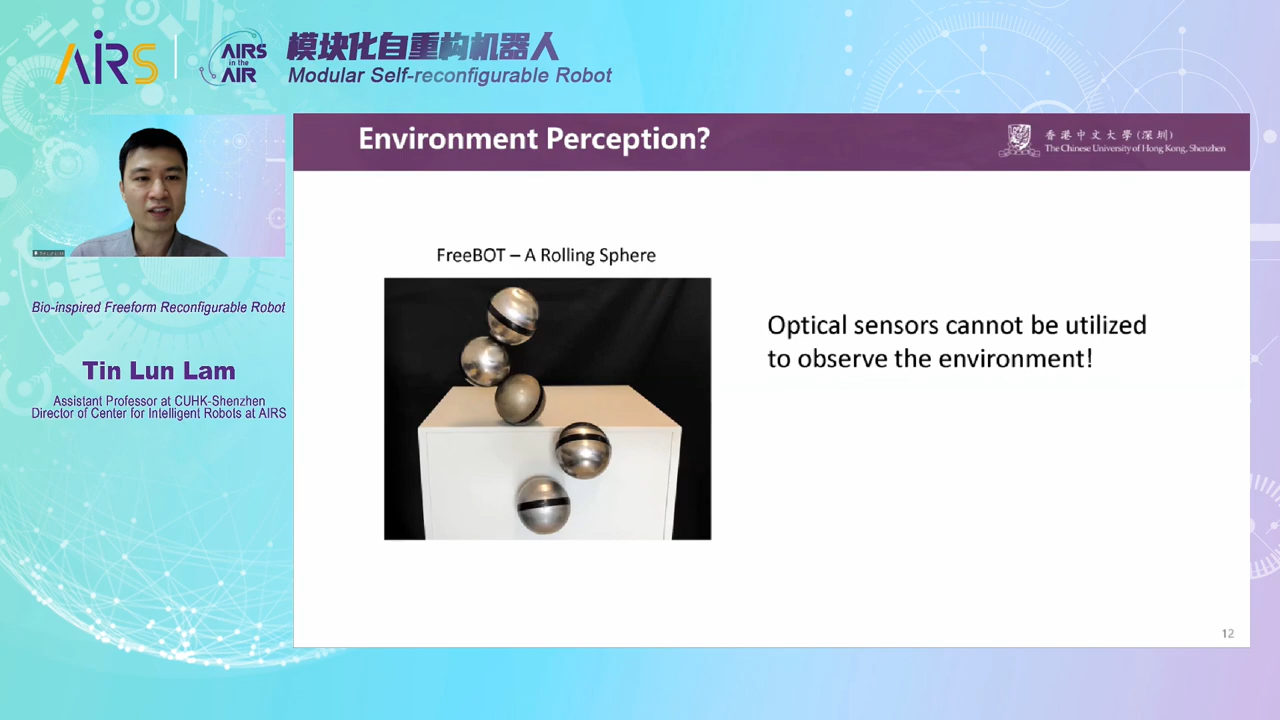 AIRS
AIRS
in the
AIR
模块化自重构机器人
Modular Self-reconfigurable Robot
Environment Perception?
香港中文大學(深圳)
The Chinese University of Hong Kong, Shenzhen
FreeBOT – A Rolling Sphere
Optical sensors cannot be utilized
to observe the environment!
Bio-inspired Freeform Reconfigurable Robot
Tin Lun Lam
Assistant Professor at CUHK-Shenzhen
Director of Center for Intelligent Robots at AIRS
12